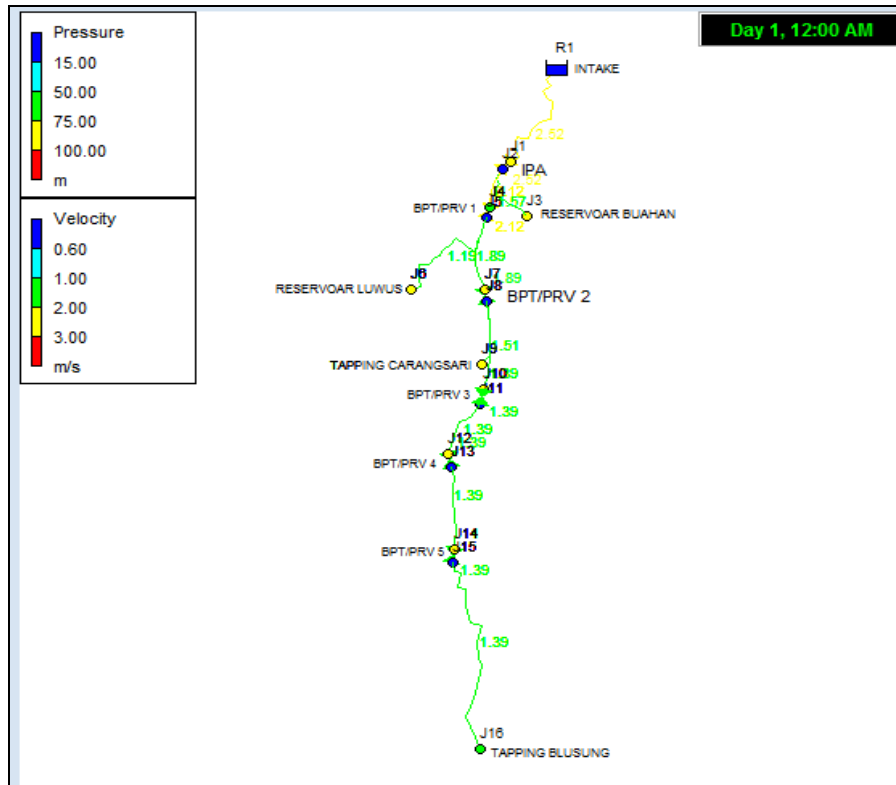 Pressure
15.00
50.00
75.00
100.00
m
Velocity
0.60
1.00
2.00
3.00
m/s
Day 1, 12:00 AM
R1
INTAKE
J1
J2
IPA
J4
J5
BPT/PRV 1
J3
RESERVOAR BUAHAN
2.12
1.19
1.89
J6
RESERVOAR LUWUS
J7
J8
BPT/PRV 2
1.51
J9
TAPPING CARANGSARI
J10
BPT/PRV 3
1.39
1.39
J12
J13
BPT/PRV 4
1.39
J14
BPT/PRV 5
1.39
1.39
J16
TAPPING BLUSUNG